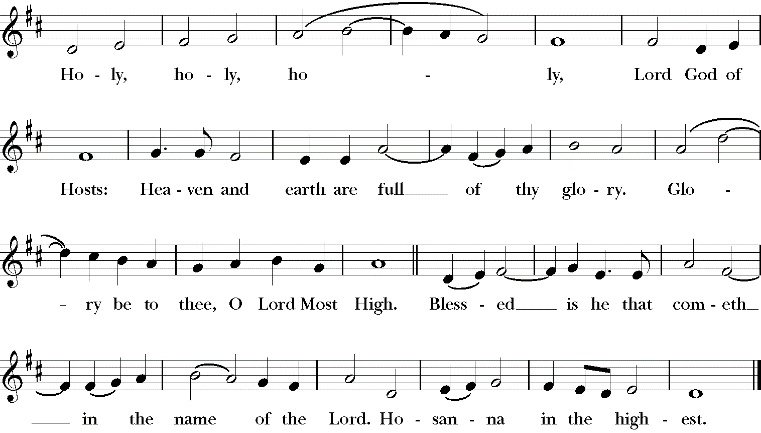 Ho - ly, ho - ly, ho - ly, Lord God of
Hosts: Hea - ven and earth are full of thy glo - ry. Glo -
- ry be to thee, O Lord Most High. Bless - ed is he that com - eth
in the name of the Lord. Ho - san - na in the high - est.